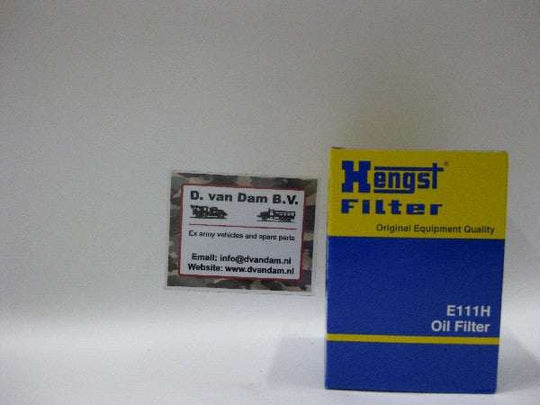 D. van Dam B.V.
Ex army vehicles and spare parts
Email: info@dvandam.nl
Website: www.dvandam.nl
Hengst®
Filter
Original Equipment Quality
E111H
Oil Filter